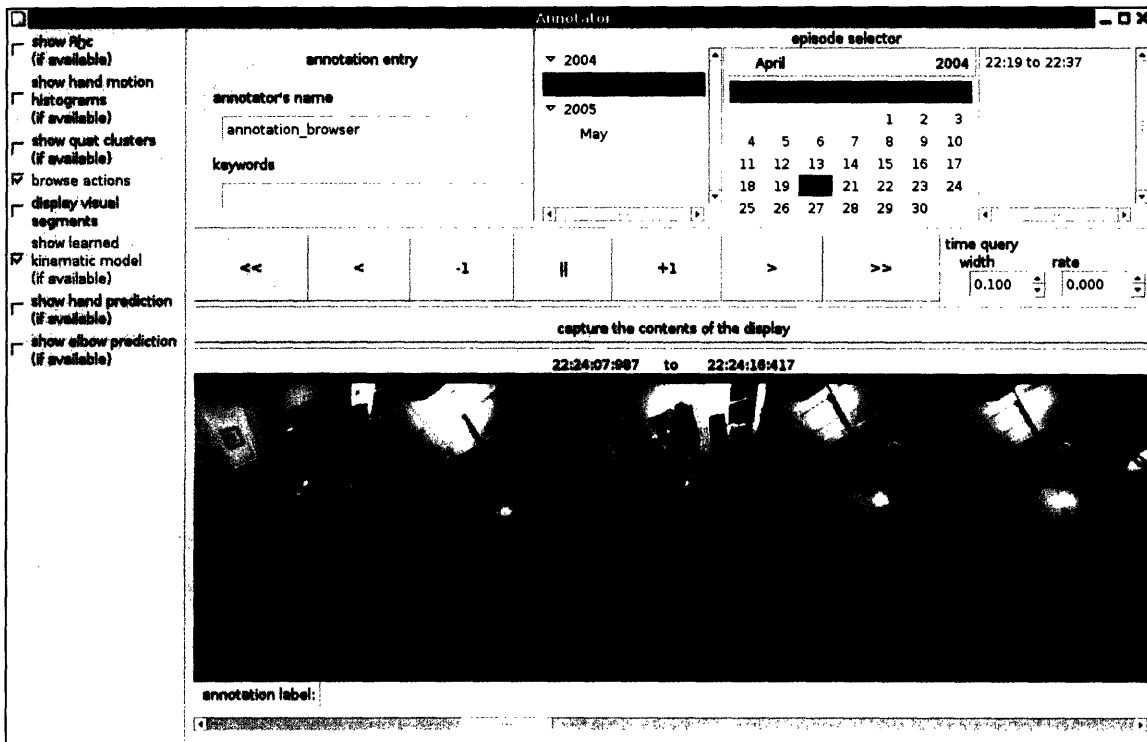 Annotator
show Rhc
(if available)
show hand motion
histograms
(if available)
show quat clusters
(if available)
browse actions
display visual
segments
show learned
kinematic model
(if available)
show hand prediction
(if available)
show elbow prediction
(if available)
annotation entry
annotator's name
annotation_browser
keywords
episode selector
2004
2005
May
April 2004
1 2 3
4 5 6 7 8 9 10
11 12 13 14 15 16 17
18 19 21 22 23 24
25 26 27 28 29 30
22:19 to 22:37
<< < -1 || +1 > >>
time query
width rate
0.100 0.000
capture the contents of the display
22:24:07:987 to 22:24:16:417
annotation label: